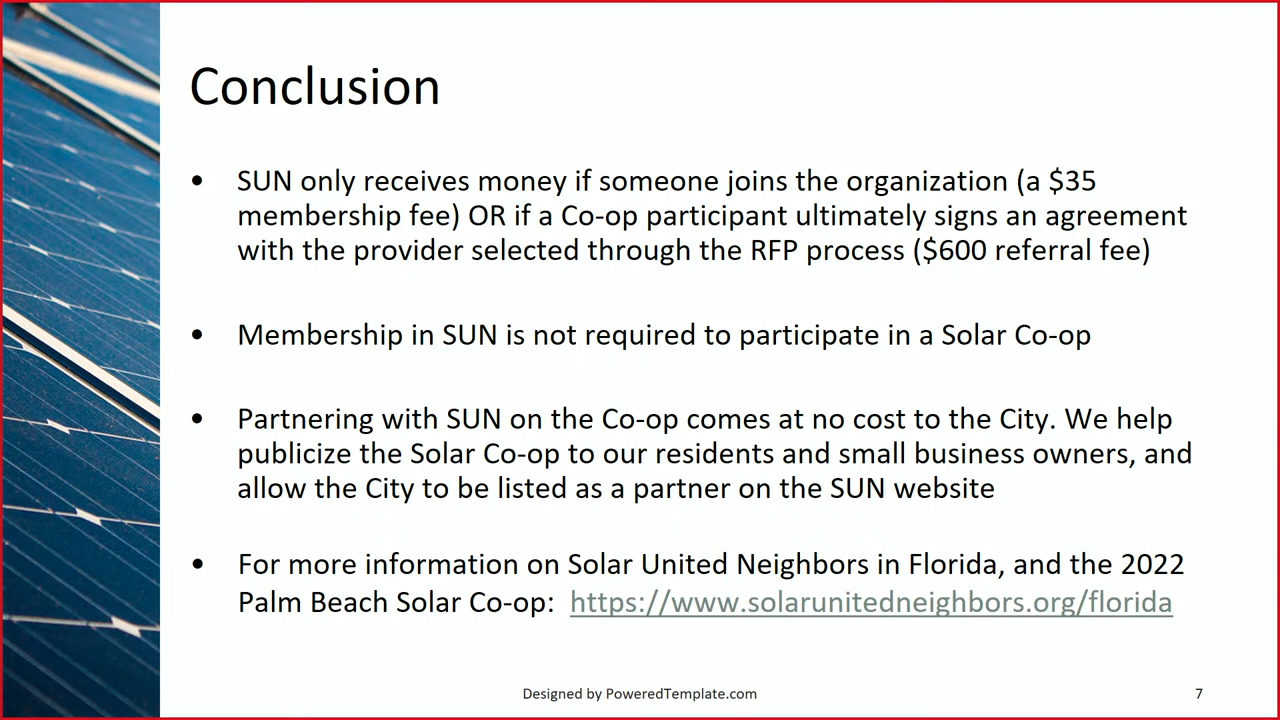 Conclusion
• SUN only receives money if someone joins the organization (a $35
membership fee) OR if a Co-op participant ultimately signs an agreement
with the provider selected through the RFP process ($600 referral fee)
• Membership in SUN is not required to participate in a Solar Co-op
• Partnering with SUN on the Co-op comes at no cost to the City. We help
publicize the Solar Co-op to our residents and small business owners, and
allow the City to be listed as a partner on the SUN website
• For more information on Solar United Neighbors in Florida, and the 2022
Palm Beach Solar Co-op: https://www.solarunitedneighbors.org/florida
Designed by PoweredTemplate.com
7